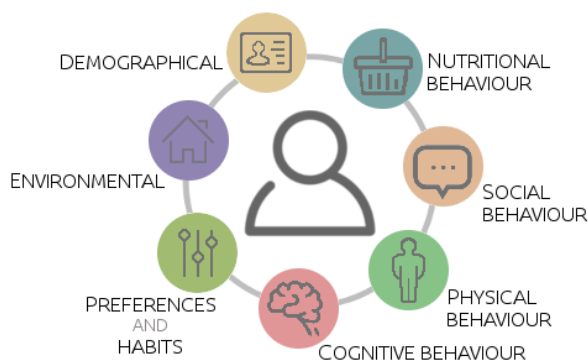 DEMOGRAPHICAL
NUTRITIONAL
BEHAVIOUR
SOCIAL
BEHAVIOUR
PHYSICAL
BEHAVIOUR
COGNITIVE BEHAVIOUR
PREFERENCES
AND
HABITS
ENVIRONMENTAL